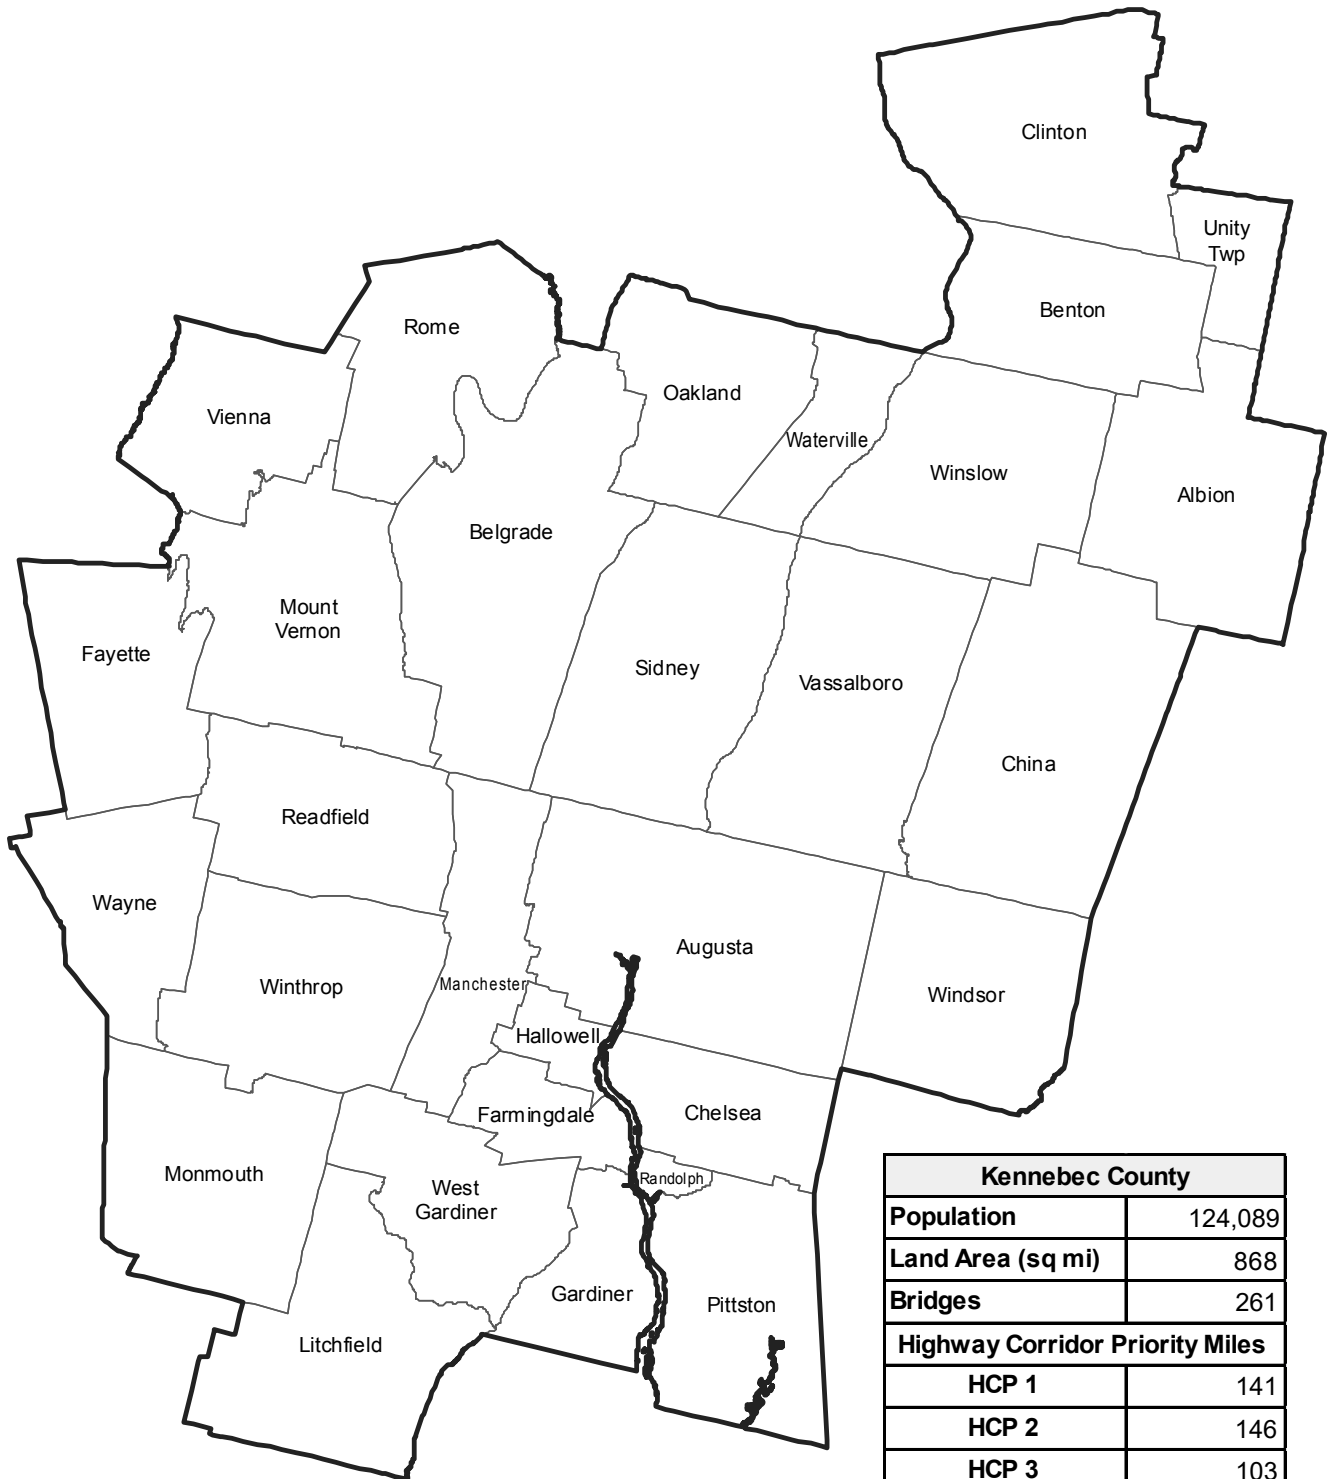 Clinton
Unity
Twp
Benton
Rome
Oakland
Vienna
Waterville
Winslow
Albion
Belgrade
Mount
Vernon
Fayette
Sidney
Vassalboro
China
Readfield
Wayne
Augusta
Winthrop
Manchester
Windsor
Hallowell
Farmingdale
Chelsea
Monmouth
West
Gardiner
Randolph
Gardiner
Pittston
Litchfield
Kennebec County
Population 124,089
Land Area (sq mi) 868
Bridges 261
Highway Corridor Priority Miles
HCP 1 141
HCP 2 146
HCP 3 103